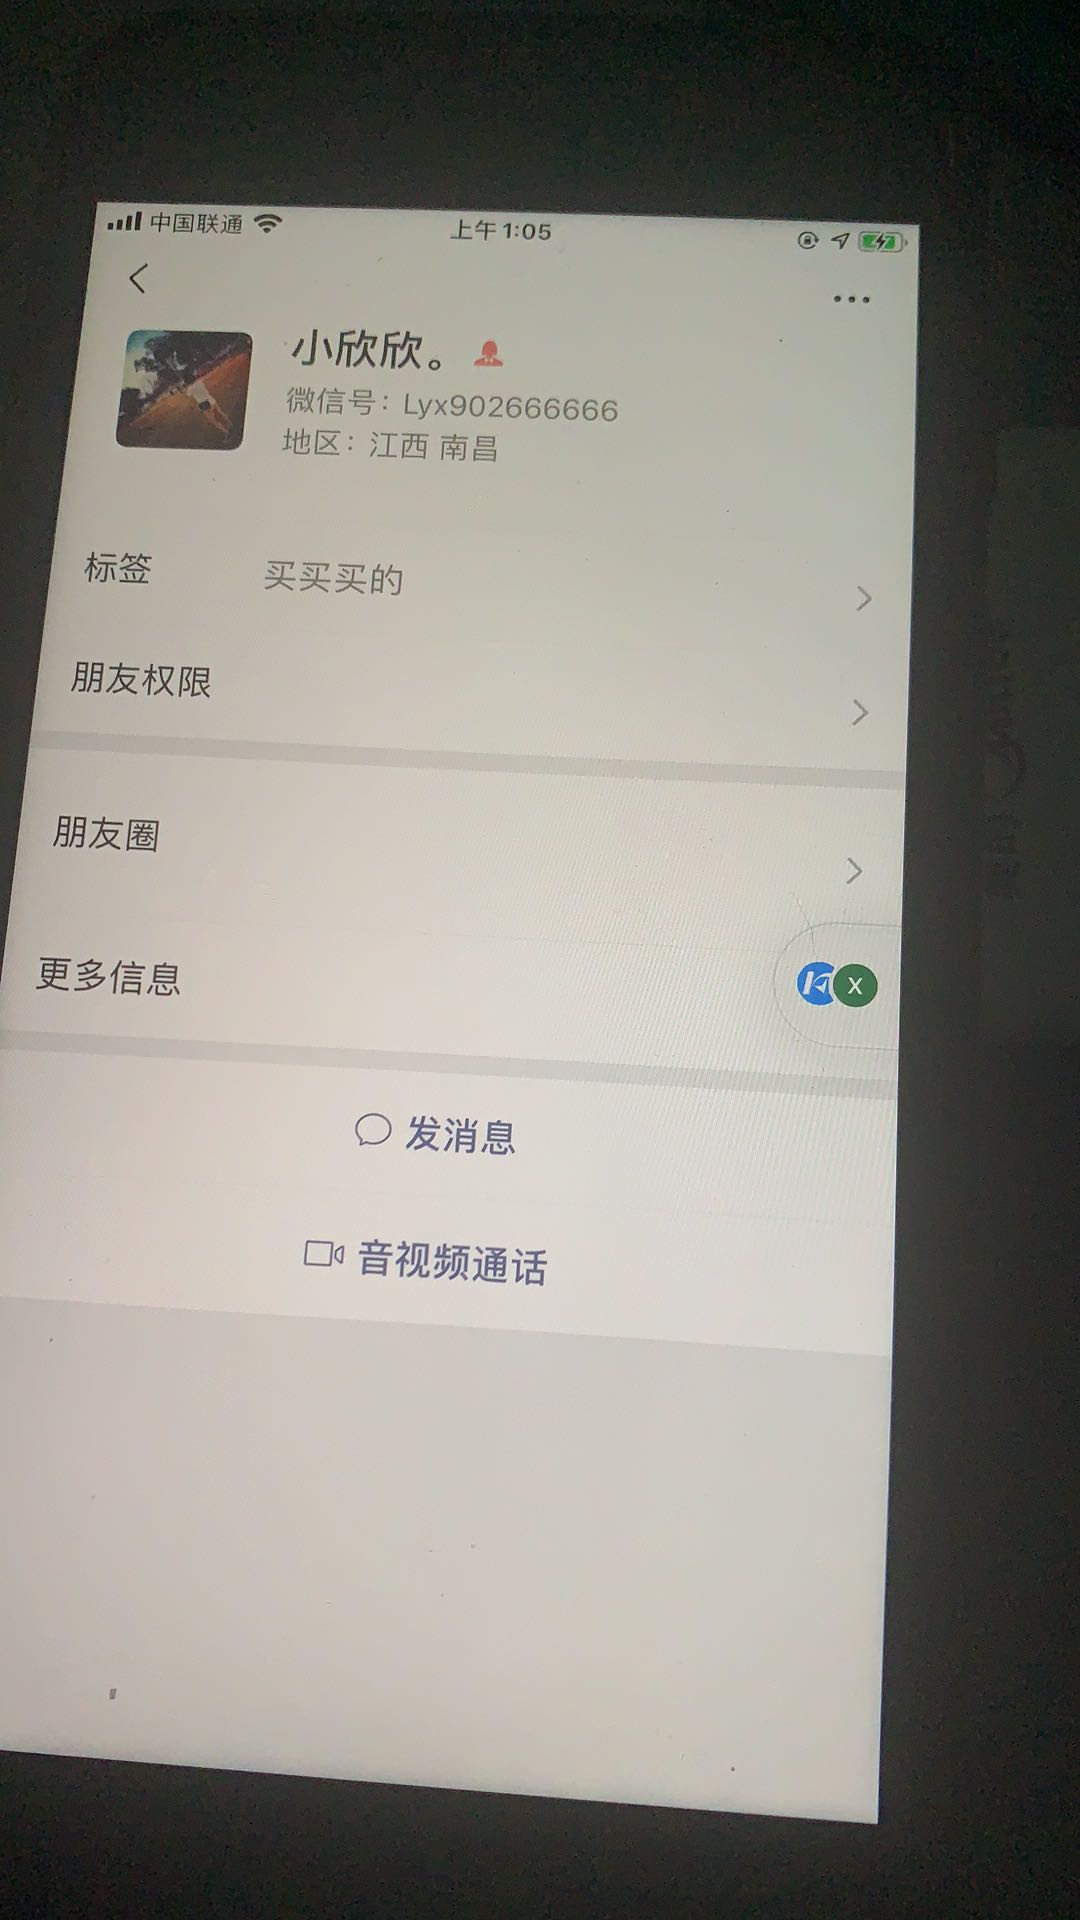 中国联通
上午1:05
小欣欣。
微信号：Lyx902666666
地区：江西 南昌
标签 买买买的
朋友权限
朋友圈
更多信息
X
发消息
音视频通话